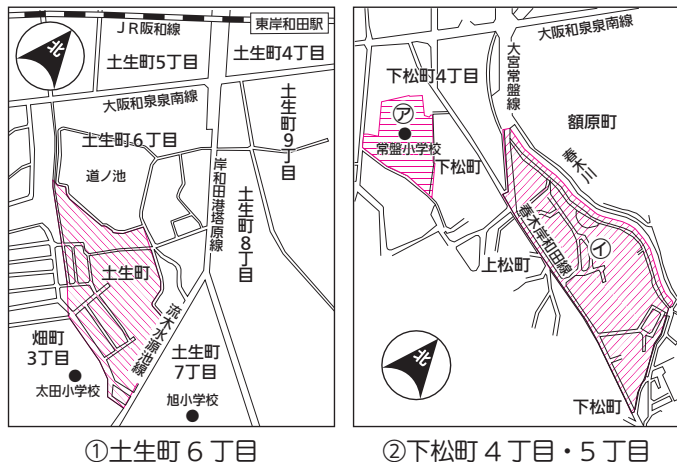 東岸和田駅
JR阪和線
北
土生町5丁目
土生町4丁目
大阪和泉泉南線
土生町6丁目
土生町9丁目
道ノ池
岸和田港塔原線
土生町8丁目
土生町
流木水源池線
畑町
3丁目
太田小学校
土生町
7丁目
旭小学校
①土生町6丁目
大阪和泉泉南線
大宮常盤線
下松町4丁目
㋐
常盤小学校
額原町
春木川
下松町
春木岸和田線
㋑
上松町
北
下松町
②下松町4丁目・5丁目